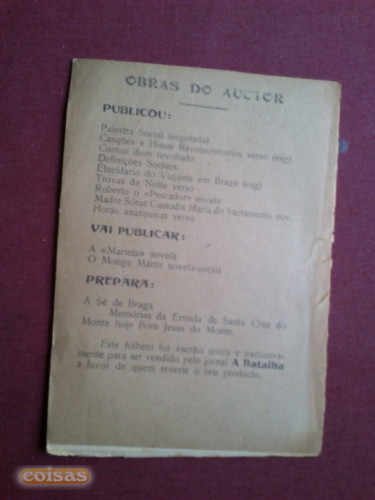 OBRAS DO AUCTOR
PUBLICOU:
Palestra Social (esgotada)
Canções e Hinos Revolucionarios verso (esg)
Contos dum revoltado
Definições Sociaes
Elucidario do Viajante em Braga (esg)
Trovas da Noite verso
Roberto o «Pescador» novela
Madre Sóror Custodia Maria do Sacramento
Horas anarquicas verso
VAI PUBLICAR:
A «Marieta» novela
O Monge Mártir novela-social
PREPARA:
A Sé de Braga
Memórias da Ermida de Santa Cruz do
Monte hoje Bom Jesus do Monte.
Este folheto foi escrito unica e exclusiva-
mente para ser vendido pelo jornal A Batalha
a favor de quem reverte o seu producto.
coisas